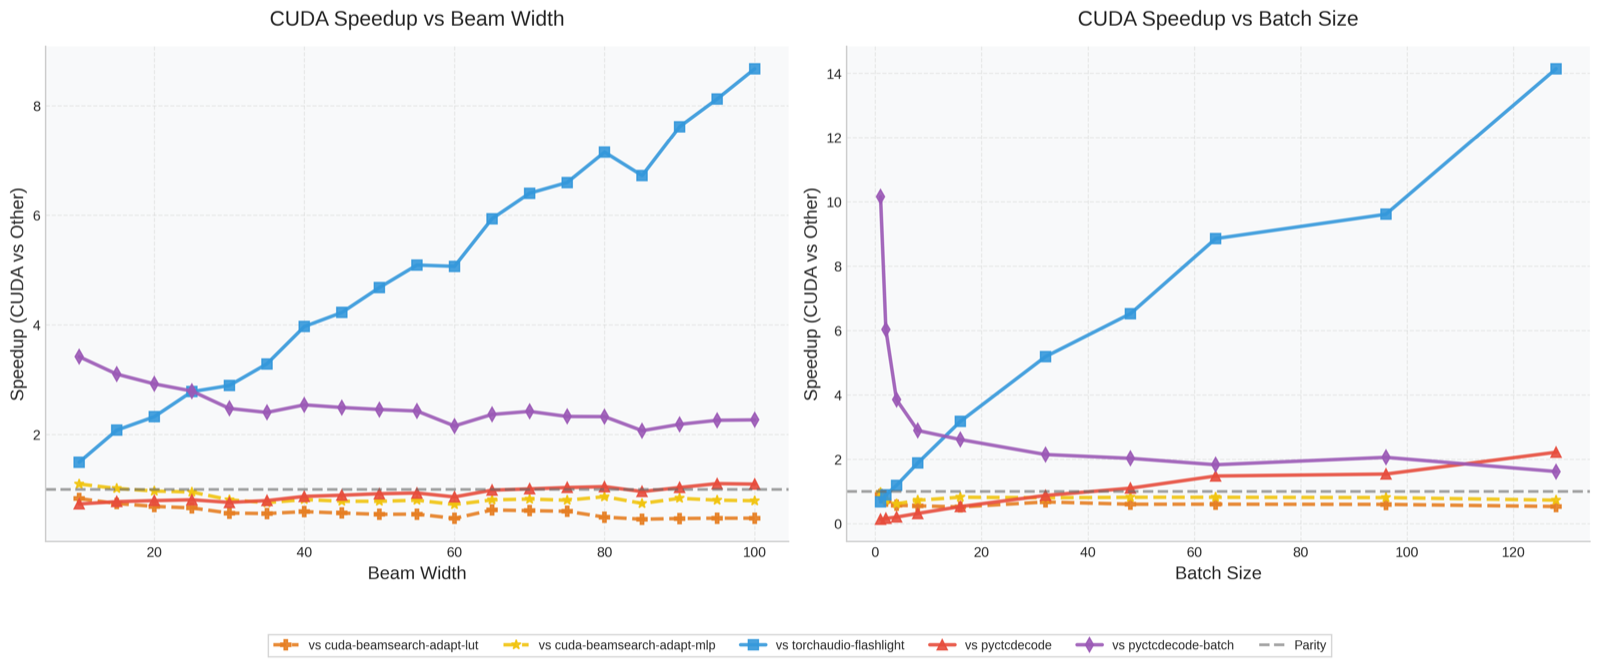 CUDA Speedup vs Beam Width
CUDA Speedup vs Batch Size
Speedup (CUDA vs Other)
8
6
4
2
20
40
60
80
100
Beam Width
Speedup (CUDA vs Other)
14
12
10
8
6
4
2
0
0
20
40
60
80
100
120
Batch Size
vs cuda-beamsearch-adapt-lut
vs cuda-beamsearch-adapt-mlp
vs torchaudio-flashlight
vs pyctcdecode
vs pyctcdecode-batch
Parity